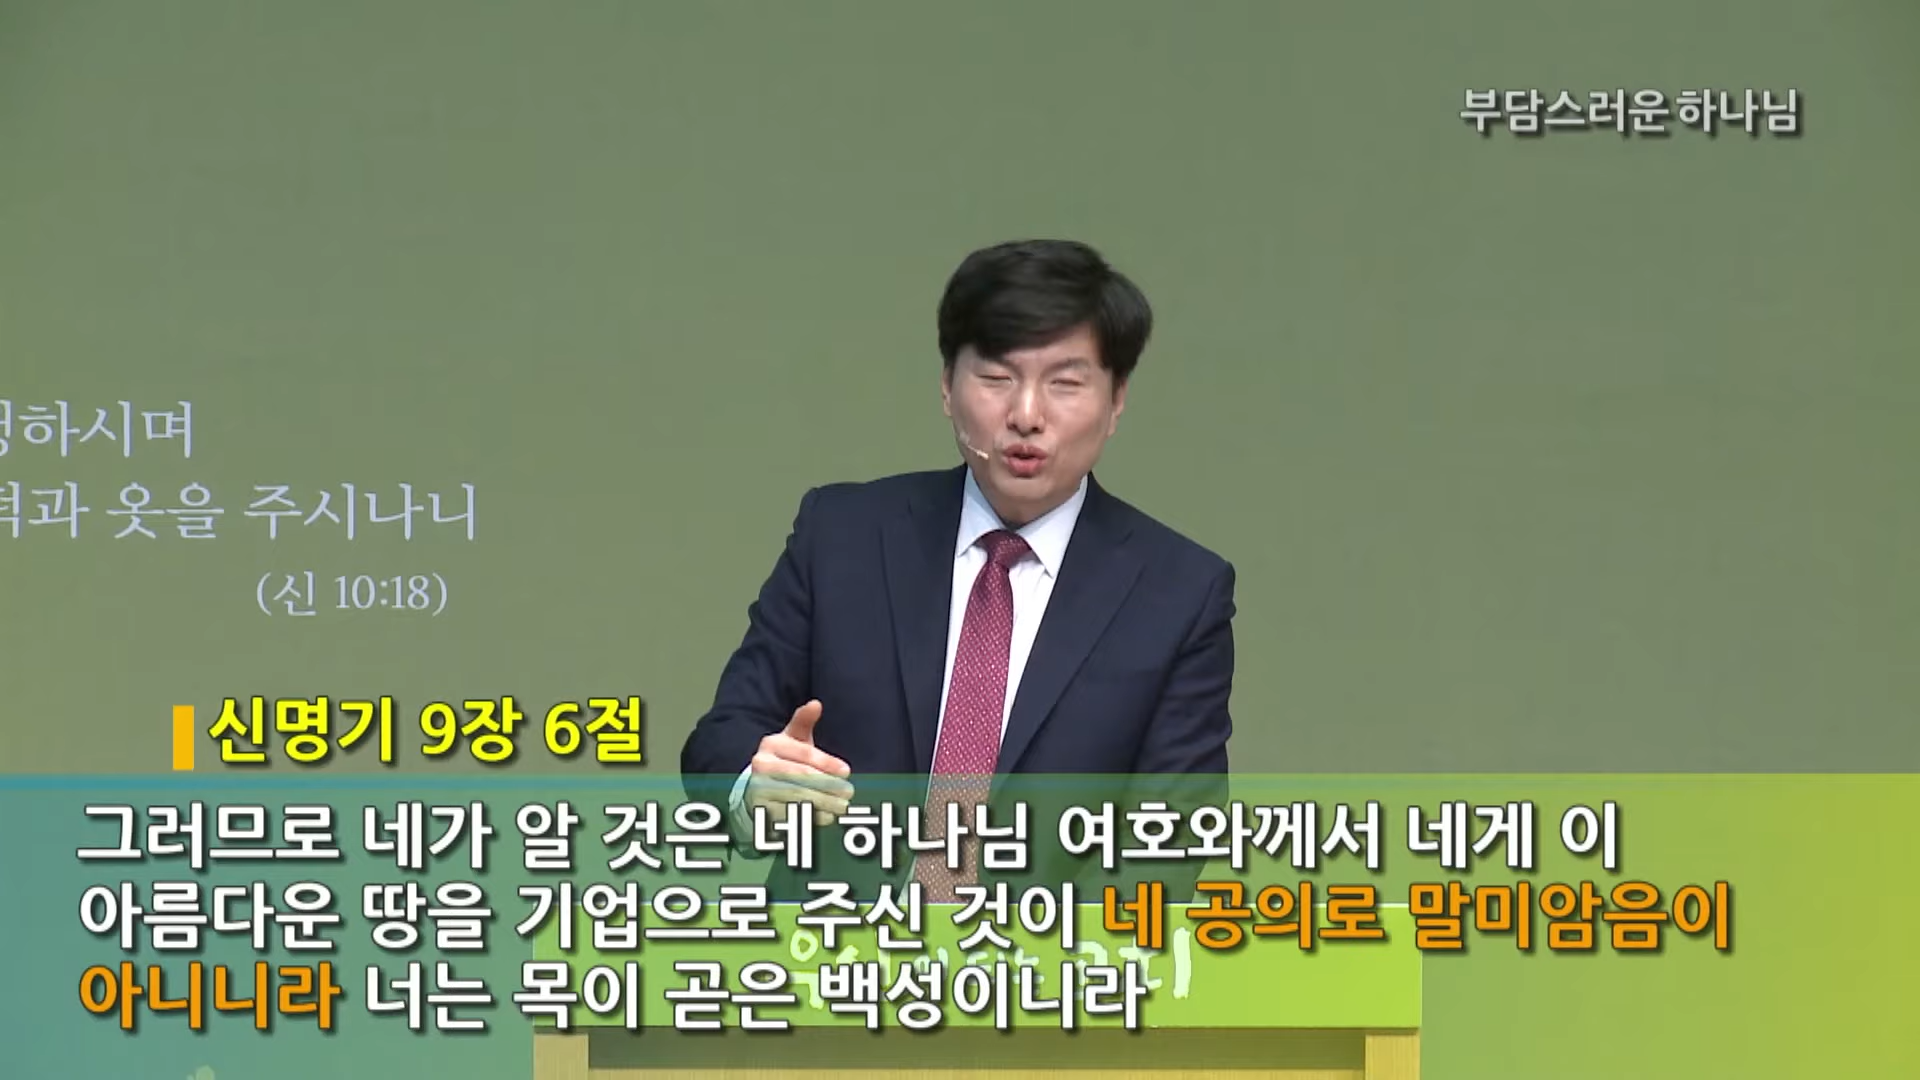 부담스러운 하나님
행하시며
떡과 옷을 주시나니
(신 10:18)
신명기 9장 6절
그러므로 네가 알 것은 네 하나님 여호와께서 네게 이
아름다운 땅을 기업으로 주신 것이 네 공의로 말미암음이
아니니라 너는 목이 곧은 백성이니라